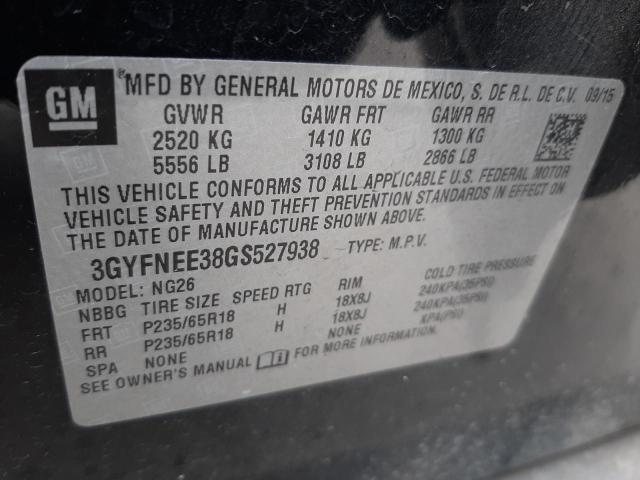 GM
MFD BY GENERAL MOTORS DE MEXICO, S. DE R.L. DE C.V. 09/15
GVWR GAWR FRT GAWR RR
2520 KG 1410 KG 1300 KG
5556 LB 3108 LB 2866 LB
THIS VEHICLE CONFORMS TO ALL APPLICABLE U.S. FEDERAL MOTOR
VEHICLE SAFETY AND THEFT PREVENTION STANDARDS IN EFFECT ON
THE DATE OF MANUFACTURE SHOWN ABOVE.
3GYFNEE38GS527938 TYPE: M.P.V.
MODEL: NG26
NBBG TIRE SIZE SPEED RTG RIM COLD TIRE PRESSURE
FRT P235/65R18 H 18X8J 240KPA(35PSI)
RR P235/65R18 H 18X8J 240KPA(35PSI)
SPA NONE NONE KPA(PSI)
SEE OWNER'S MANUAL FOR MORE INFORMATION.